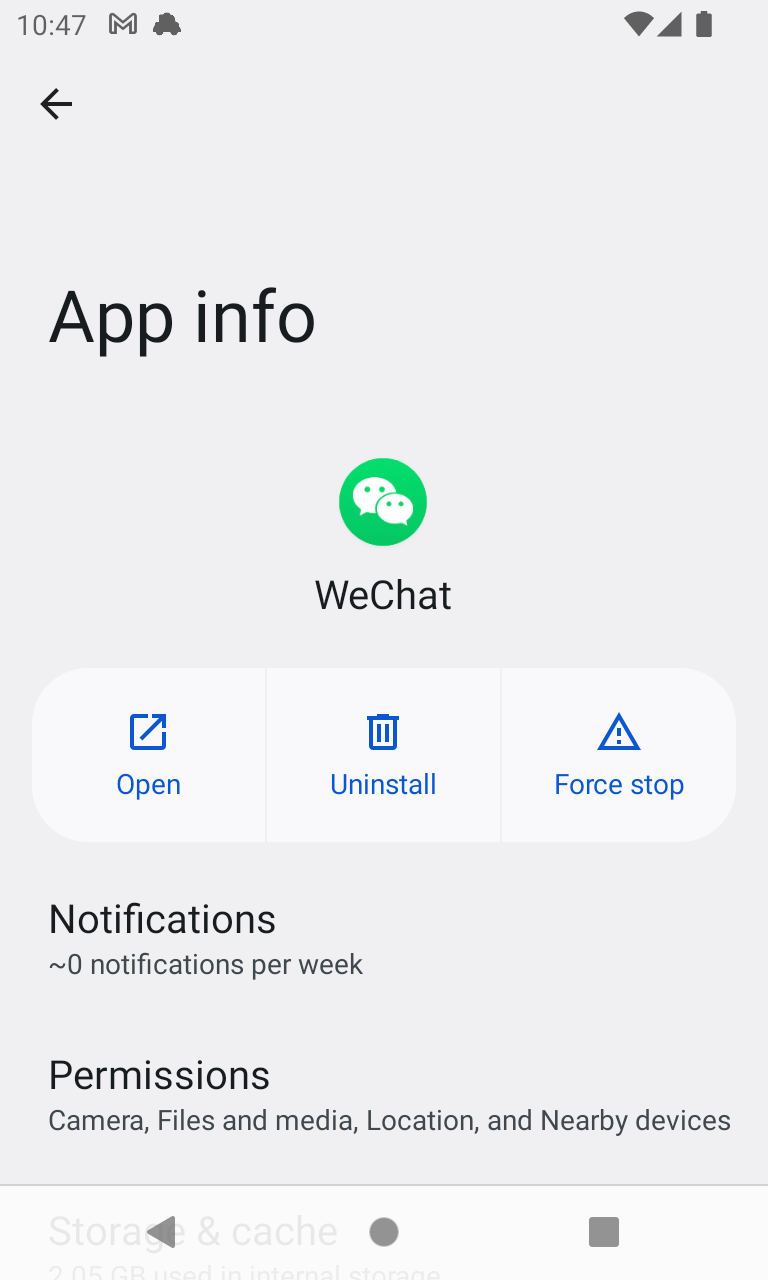 10:47
App info
WeChat
Open
Uninstall
Force stop
Notifications
~0 notifications per week
Permissions
Camera, Files and media, Location, and Nearby devices
Storage & cache
2.05 GB used in internal storage